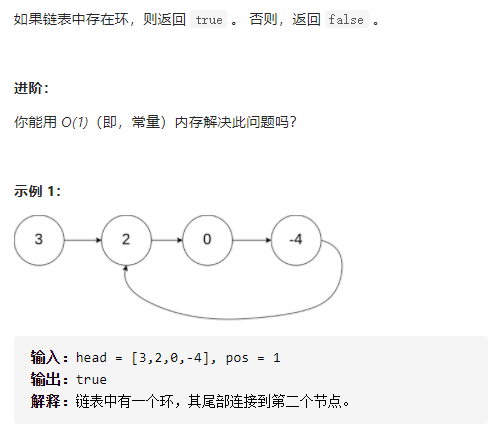 如果链表中存在环，则返回 true 。 否则，返回 false 。
进阶：
你能用 O(1)（即，常量）内存解决此问题吗？
示例 1：
3 2 0 -4
输入：head = [3,2,0,-4], pos = 1
输出：true
解释：链表中有一个环，其尾部连接到第二个节点。